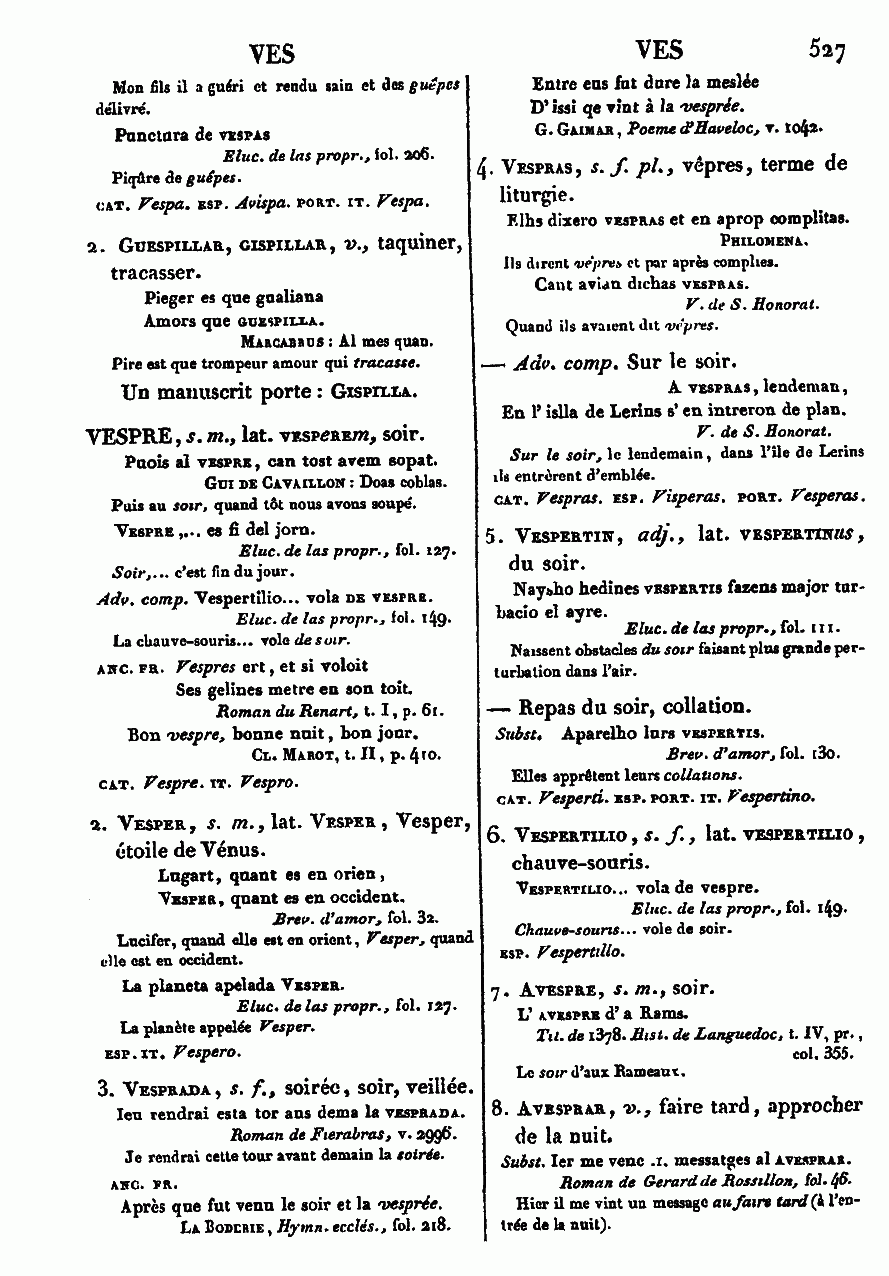 VES
Mon fils il a guéri et rendu sain et des guêpes
délivré.
Punctura de VESPAS
Eluc. de las propr., fol. 206.
Piqûre de guêpes.
CAT. Vespa. ESP. Avispa. PORT. IT. Vespa.
2. GUESPILLAR, GISPILLAR, v., taquiner,
tracasser.
Pieger es que gualiana
Amors que GUESPILLA.
MARCABRUS : Al mes quan.
Pire est que trompeur amour qui tracasse.
Un manuscrit porte : GISPILLA.
VESPRE, s. m., lat. VESPEREM, soir.
Puois al VESPRE, can tost avem sopat.
GUI DE CAVAILLON : Doas coblas.
Puis au soir, quand tôt nous avons soupé.
VESPRE,... es fi del jorn.
Eluc. de las propr., fol. 127.
Soir,... c'est fin du jour.
Adv. comp. Vespertilio... vola DE VESPRE.
Eluc. de las propr., fol. 149.
La chauve-souris... vole de soir.
ANC. FR. Vespres ert, et si voloit
Ses gelines metre en son toit.
Roman du Renart, t. I, p. 61.
Bon vespre, bonne nuit, bon jour.
CL. MAROT, t. II, p. 410.
CAT. Vespre. IT. Vespro.
2. VESPER, s. m., lat. VESPER, Vesper,
étoile de Vénus.
Lugart, quant es en orien,
VESPER, quant es en occident.
Brev. d'amor, fol. 32.
Lucifer, quand elle est en orient, Vesper, quand
elle est en occident.
La planeta apelada VESPER.
Eluc. de las propr., fol. 127.
La planète appelée Vesper.
ESP. IT. Vespero.
3. VESPRADA, s. f., soirée, soir, veillée.
Ieu rendrai esta tor ans dema la VESPRADA.
Roman de Fierabras, v. 2996.
Je rendrai cette tour avant demain la soirée.
ANC. FR.
Après que fut venu le soir et la vesprée.
LA BODERIE, Hymn. ecclés., fol. 218.
VES 527
Entre eus fut dure la meslée
D'issi qe vint à la vesprée.
G. GAIMAR, Poeme d'Haveloc, v. 1042.
4. VESPRAS, s. f. pl., vêpres, terme de
liturgie.
Elhs dixero VESPRAS et en aprop complitas.
PHILOMENA.
Ils dirent vêpres et par après complies.
Cant avian dichas VESPRAS.
V. de S. Honorat.
Quand ils avaient dit vêpres.
— Adv. comp. Sur le soir.
A VESPRAS, lendeman,
En l'islla de Lerins s'en intreron de plan.
V. de S. Honorat.
Sur le soir, le lendemain, dans l'île de Lerins
ils entrèrent d'emblée.
CAT. Vespras. ESP. Visperas. PORT. Vesperas.
5. VESPERTIN, adj., lat. VESPERTINUS,
du soir.
Naysho hedines VESPERTIS fazens major tur-
bacio el ayre.
Eluc. de las propr., fol. 111.
Naissent obstacles du soir faisant plus grande per-
turbation dans l'air.
— Repas du soir, collation.
Subst. Aparelho lurs VESPERTIS.
Brev. d'amor, fol. 130.
Elles apprêtent leurs collations.
CAT. Vesperti. ESP. PORT. IT. Vespertino.
6. VESPERTILIO, s. f., lat. VESPERTILIO,
chauve-souris.
VESPERTILIO... vola de vespre.
Eluc. de las propr., fol. 149.
Chauve-souris... vole de soir.
ESP. Vespertilio.
7. AVESPRE, s. m., soir.
L'AVESPRE d'a Rams.
Tit. de 1378. Hist. de Languedoc, t. IV, pr.,
col. 355.
Le soir d'aux Rameaux.
8. AVESPRAR, v., faire tard, approcher
de la nuit.
Subst. Ier me venc .I. messatges al AVESPRAR.
Roman de Gerard de Rossillon, fol. 46.
Hier il me vint un message au faire tard (à l'en-
trée de la nuit).